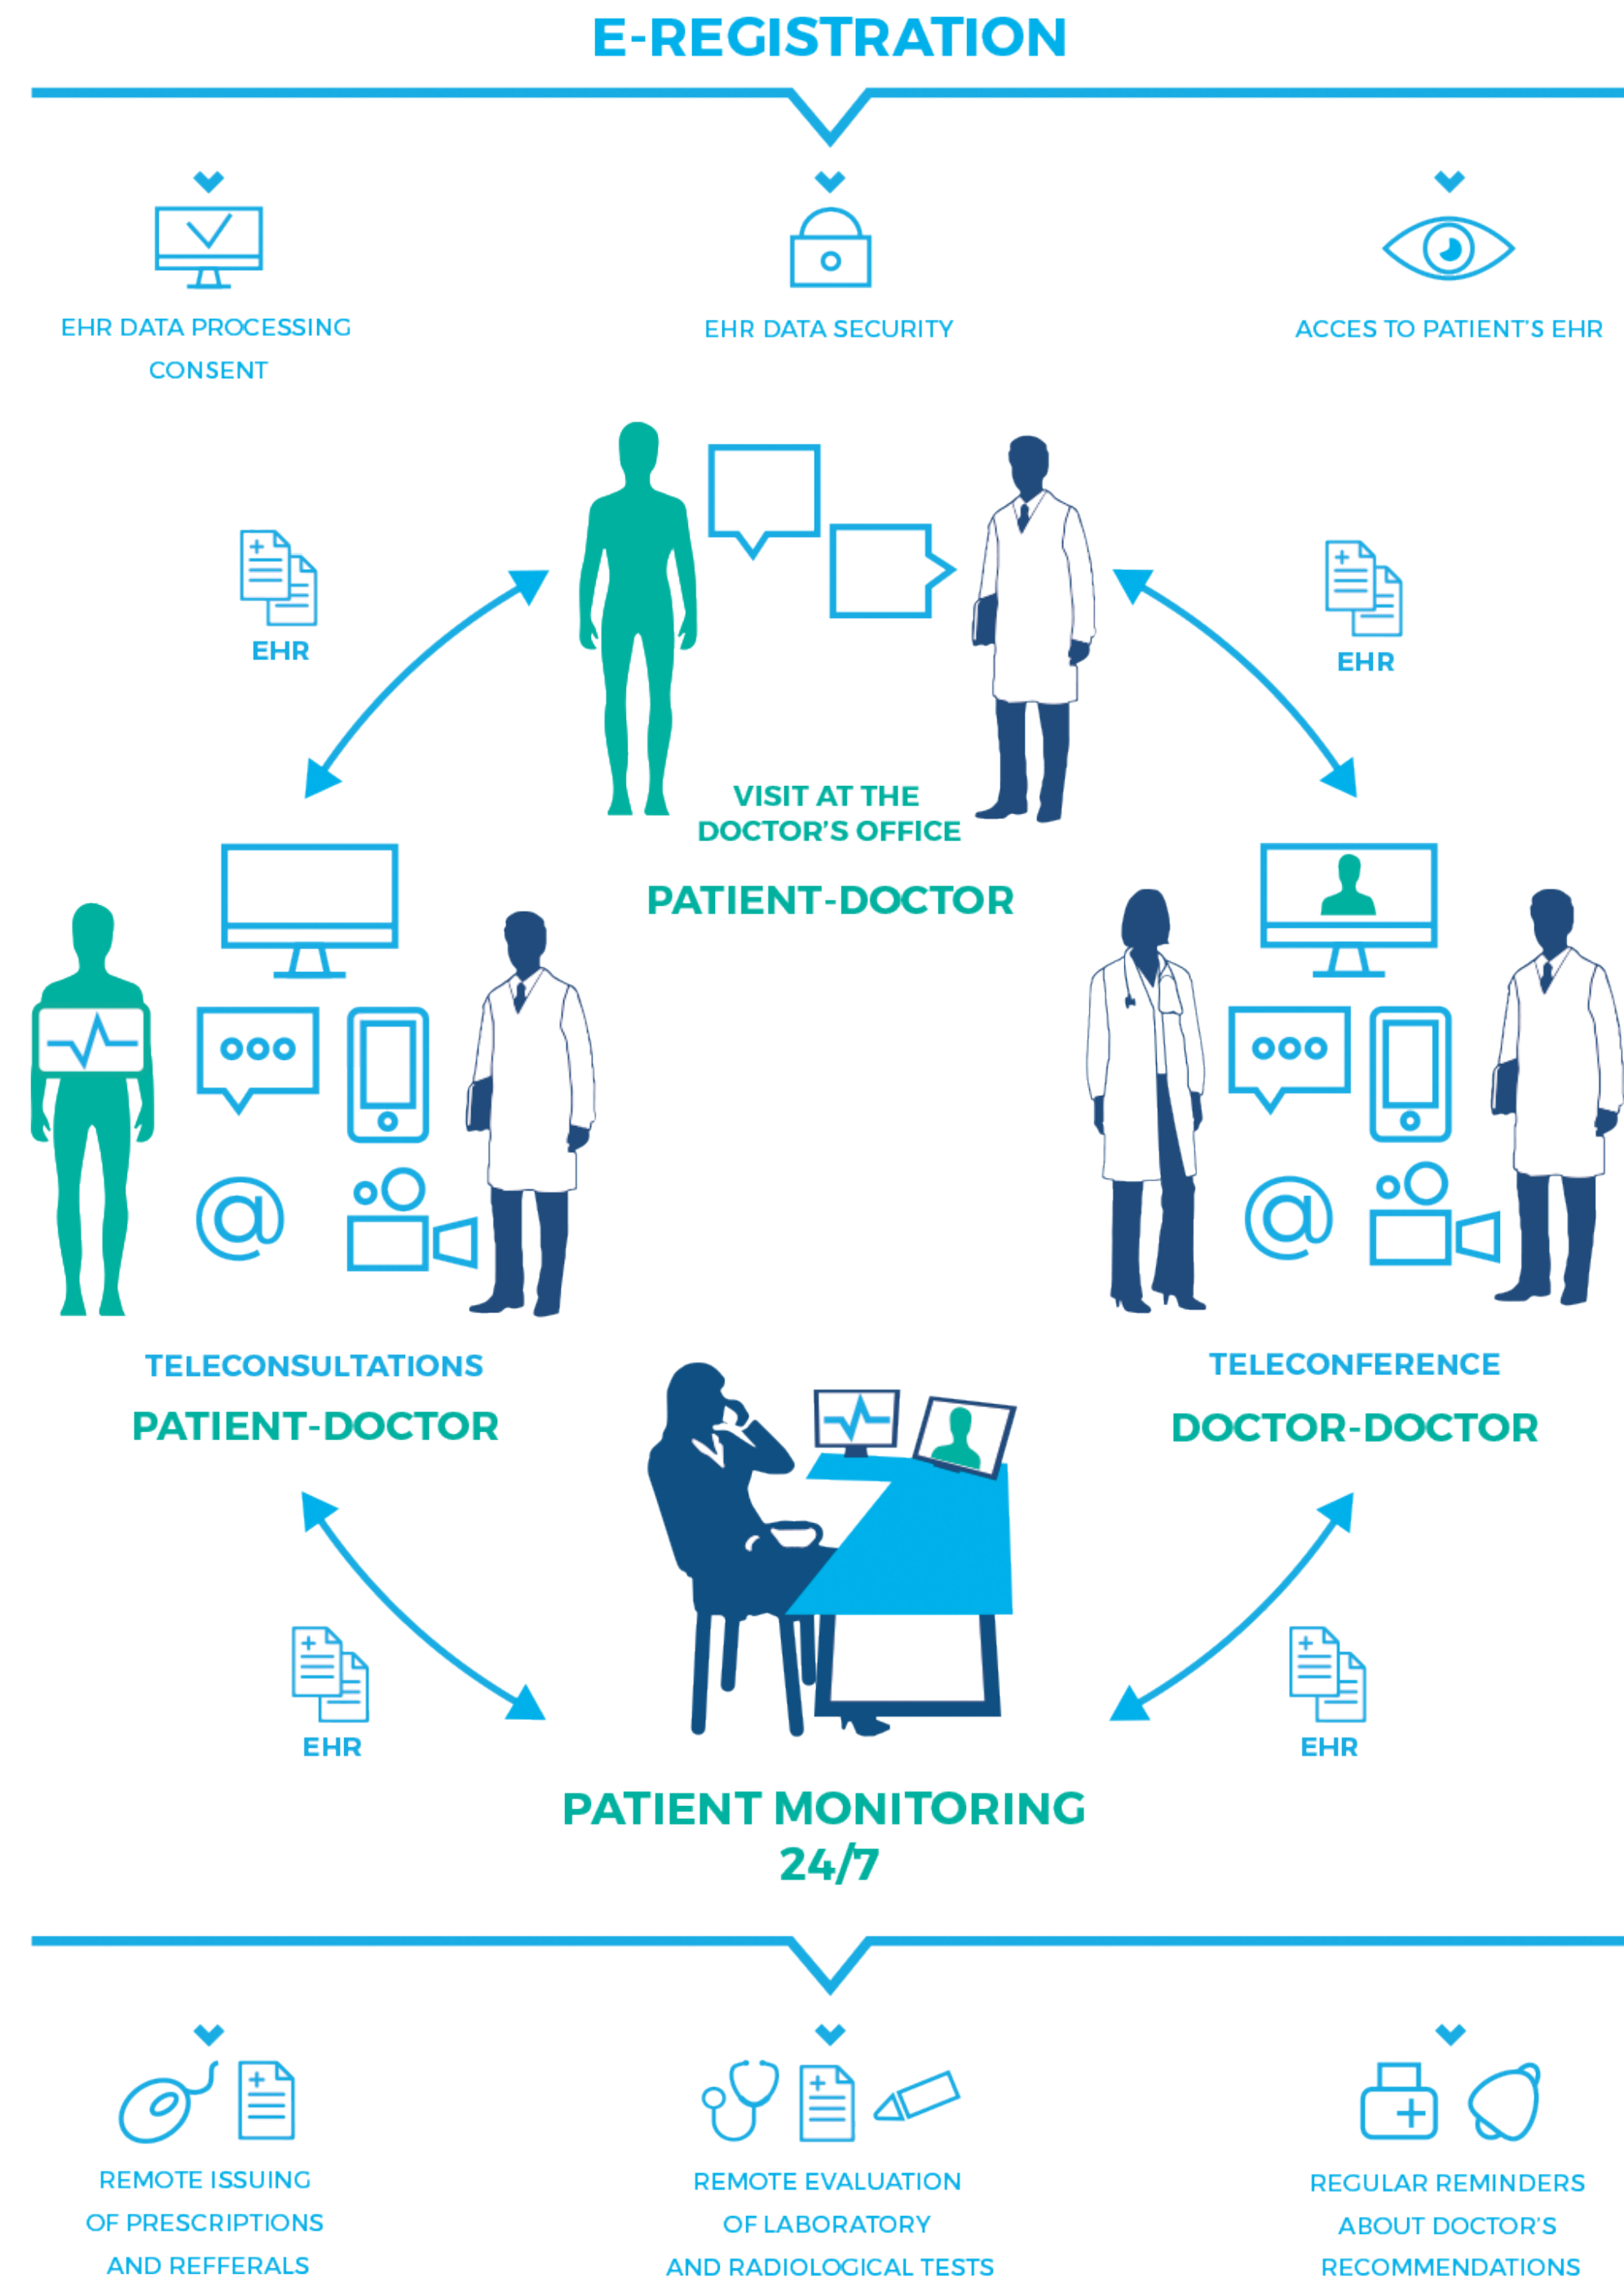 E-REGISTRATION
EHR DATA PROCESSING
CONSENT
EHR DATA SECURITY
ACCES TO PATIENT'S EHR
EHR
EHR
VISIT AT THE
DOCTOR'S OFFICE
PATIENT-DOCTOR
@
@
TELECONSULTATIONS
PATIENT-DOCTOR
TELECONFERENCE
DOCTOR-DOCTOR
EHR
EHR
PATIENT MONITORING
24/7
REMOTE ISSUING
OF PRESCRIPTIONS
AND REFFERALS
REMOTE EVALUATION
OF LABORATORY
AND RADIOLOGICAL TESTS
REGULAR REMINDERS
ABOUT DOCTOR'S
RECOMMENDATIONS